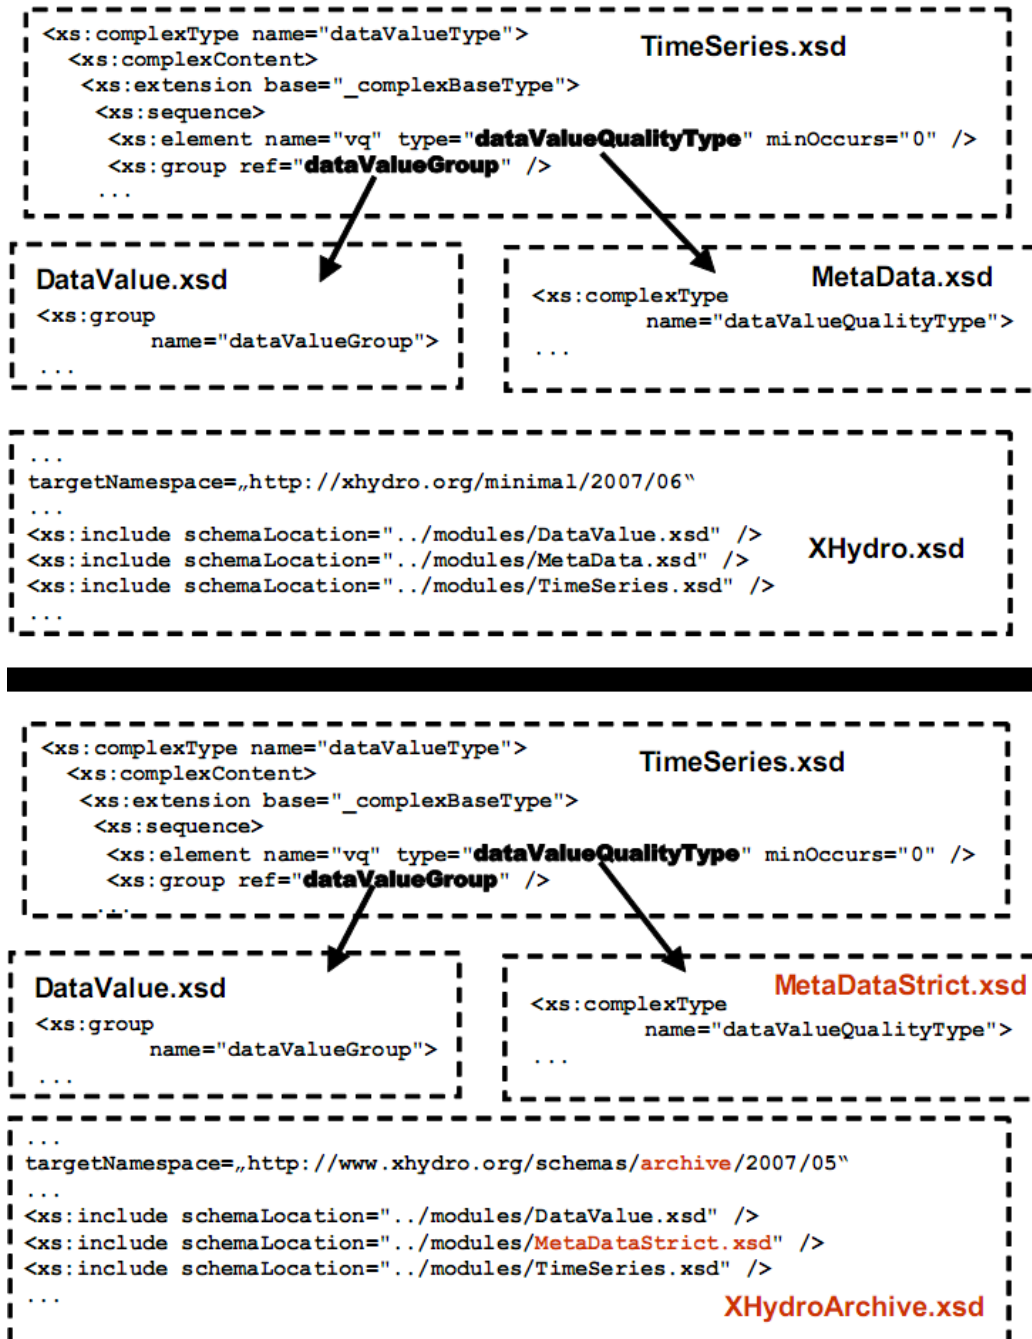 <xs:complexType name="dataValueType">
TimeSeries.xsd
<xs:complexContent>
<xs:extension base="_complexBaseType">
<xs:sequence>
<xs:element name="vq" type="dataValueQualityType" minOccurs="0" />
<xs:group ref="dataValueGroup" />
...
DataValue.xsd
<xs:group
name="dataValueGroup">
...
MetaData.xsd
<xs:complexType
name="dataValueQualityType">
...
...
targetNamespace=„http://xhydro.org/minimal/2007/06‟
...
<xs:include schemaLocation="../modules/DataValue.xsd" />
<xs:include schemaLocation="../modules/MetaData.xsd" />
<xs:include schemaLocation="../modules/TimeSeries.xsd" />
...
XHydro.xsd
<xs:complexType name="dataValueType">
TimeSeries.xsd
<xs:complexContent>
<xs:extension base="_complexBaseType">
<xs:sequence>
<xs:element name="vq" type="dataValueQualityType" minOccurs="0" />
<xs:group ref="dataValueGroup" />
...
DataValue.xsd
<xs:group
name="dataValueGroup">
...
MetaDataStrict.xsd
<xs:complexType
name="dataValueQualityType">
...
...
targetNamespace=„http://www.xhydro.org/schemas/archive/2007/05‟
...
<xs:include schemaLocation="../modules/DataValue.xsd" />
<xs:include schemaLocation="../modules/MetaDataStrict.xsd" />
<xs:include schemaLocation="../modules/TimeSeries.xsd" />
...
XHydroArchive.xsd